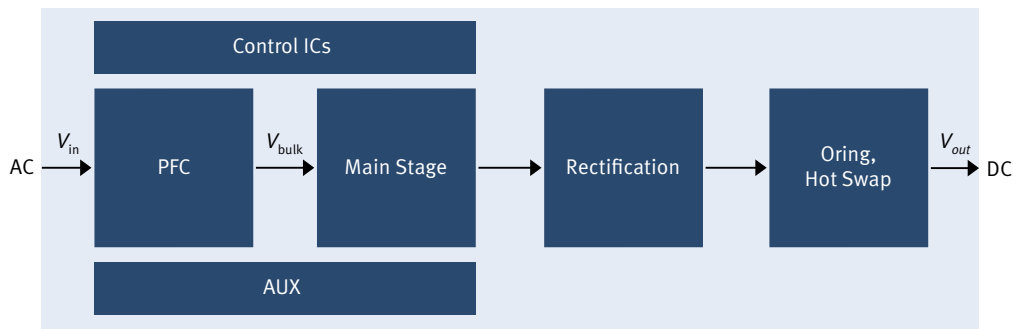 Control ICs
AC
Vin
PFC
Vbulk
Main Stage
Rectification
Oring,
Hot Swap
Vout
DC
AUX